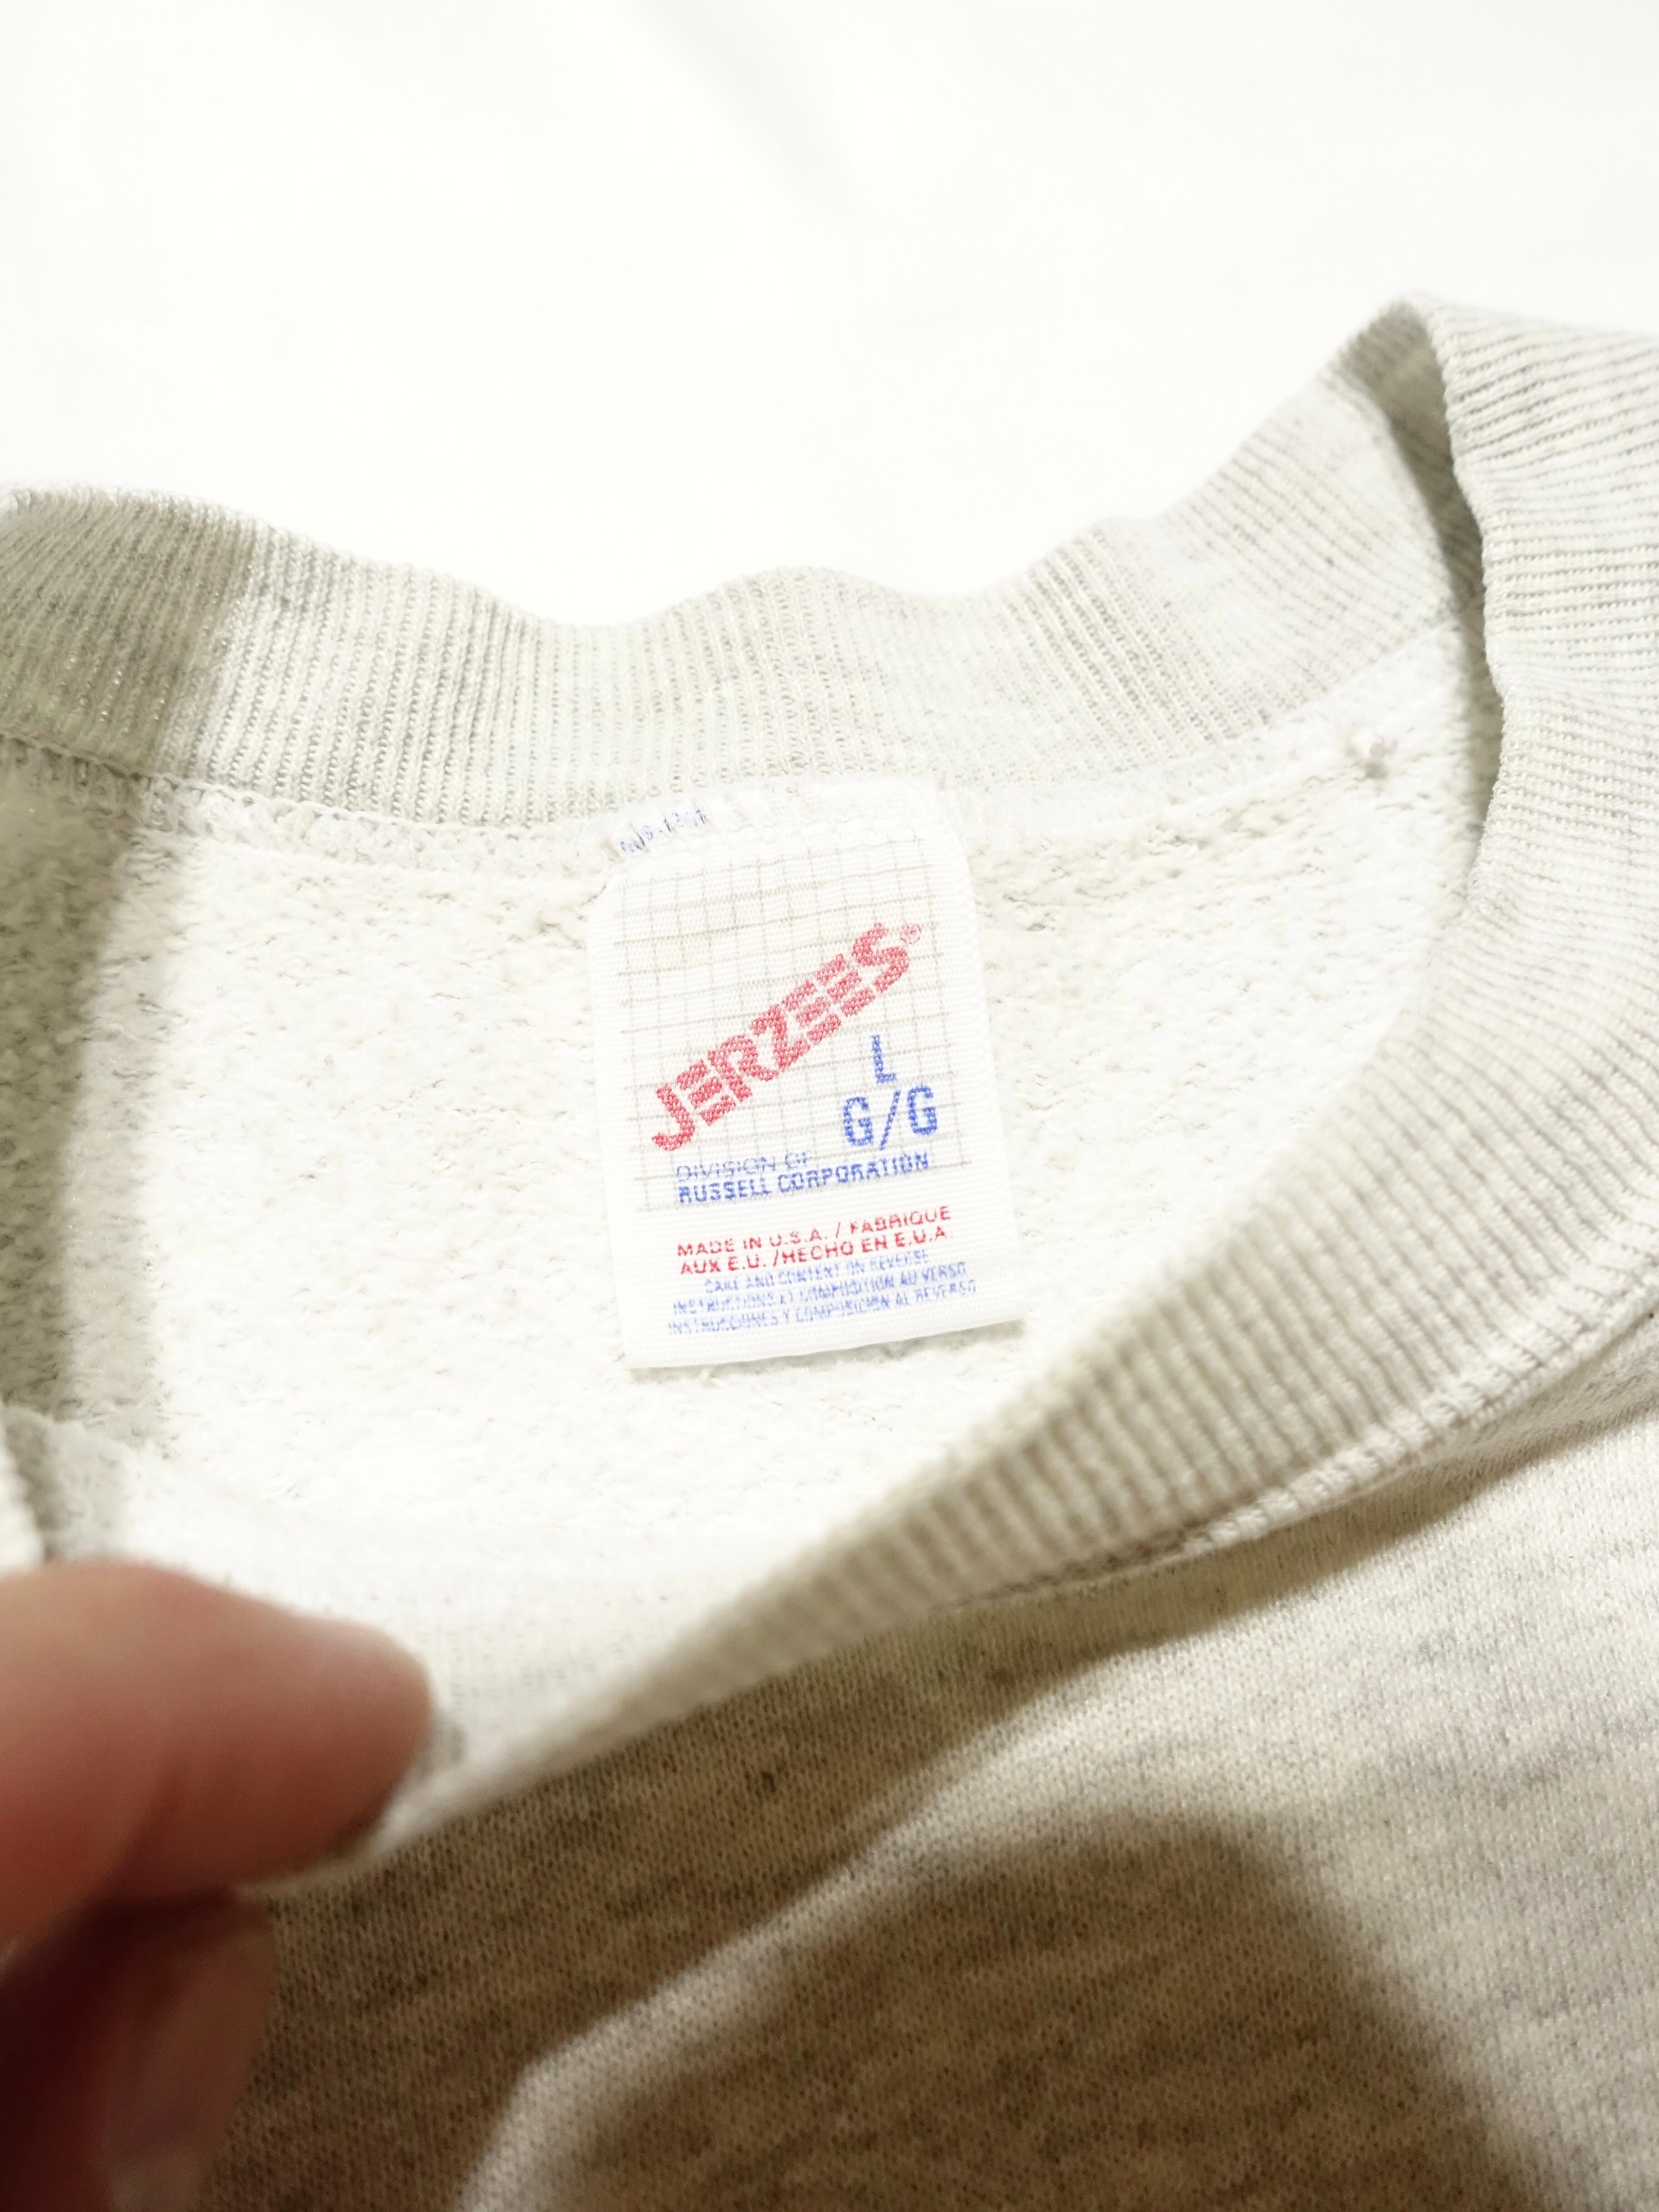 JERZEES®
L
G/G
DIVISION OF
RUSSELL CORPORATION
MADE IN U.S.A. / FABRIQUE
AUX E.U. /HECHO EN E.U.A.
CARE AND CONTENT ON REVERSE
INSTRUCTIONS ET COMPOSITION AU VERSO
INSTRUCCIONES Y COMPOSICION AL REVERSO